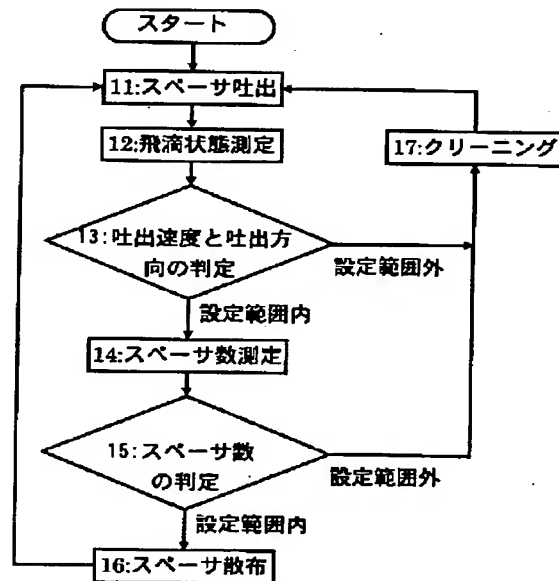 スタート
11:スペーサ吐出
12:飛滴状態測定
17:クリーニング
13:吐出速度と吐出方
向の判定
設定範囲外
設定範囲内
14:スペーサ数測定
15:スペーサ数
の判定
設定範囲外
設定範囲内
16:スペーサ散布